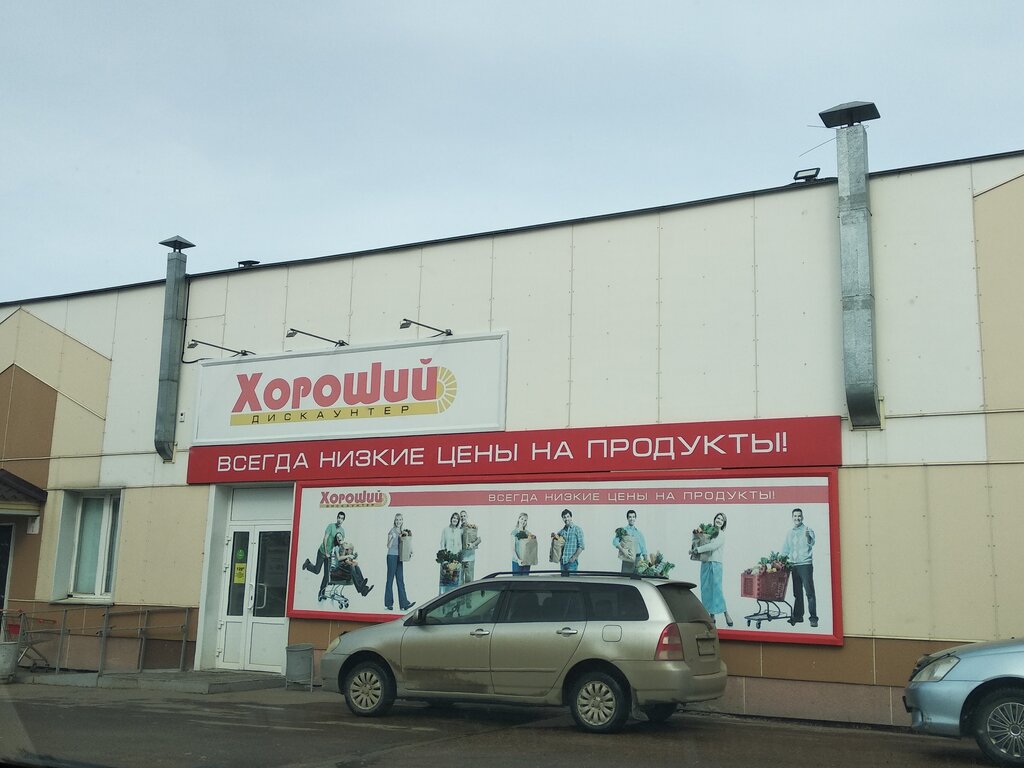 Хороший
ДИСКАУНТЕР
ВСЕГДА НИЗКИЕ ЦЕНЫ НА ПРОДУКТЫ!
Хороший
ДИСКАУНТЕР
ВСЕГДА НИЗКИЕ ЦЕНЫ НА ПРОДУКТЫ!